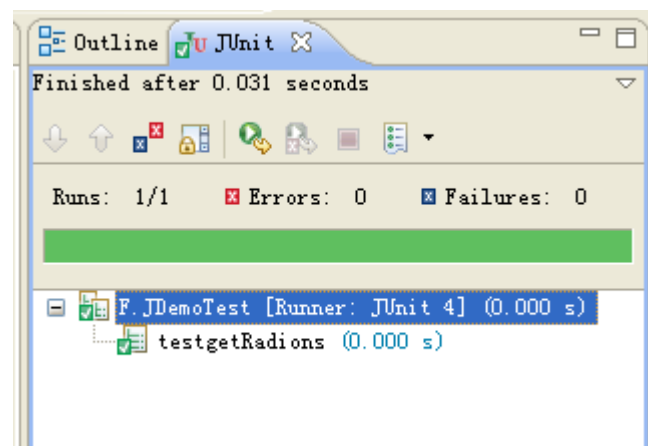 Outline JUnit
Finished after 0.031 seconds
Runs: 1/1 Errors: 0 Failures: 0
F.JDemoTest [Runner: JUnit 4] (0.000 s)
testgetRadions (0.000 s)